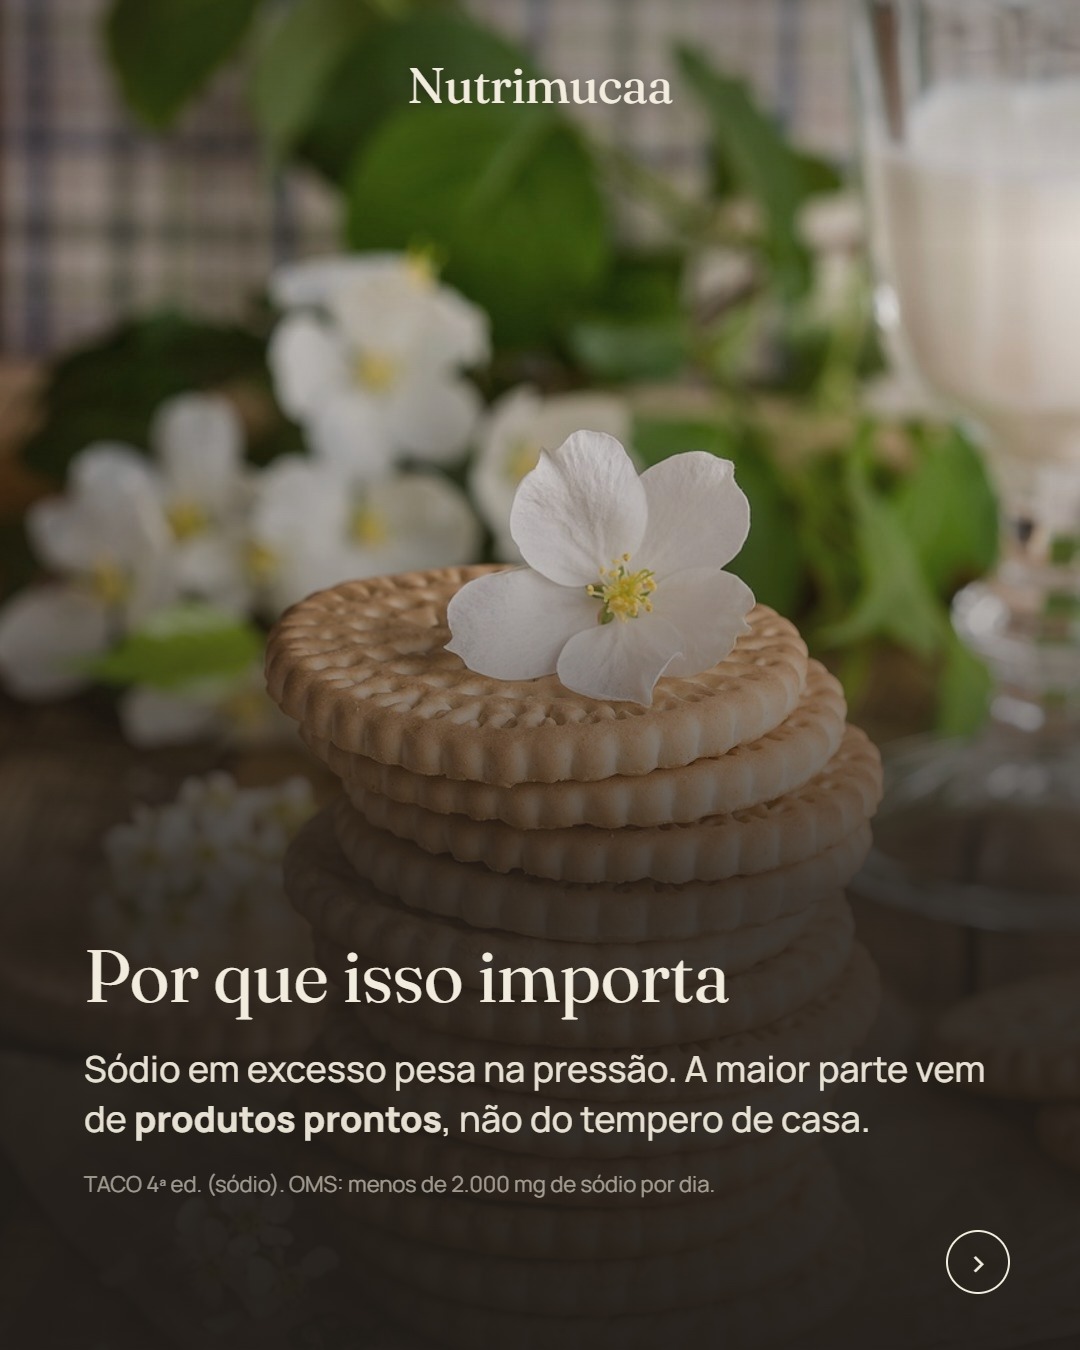 Nutrimucaa
Por que isso importa
Sódio em excesso pesa na pressão. A maior parte vem
de produtos prontos, não do tempero de casa.
TACO 4ª ed. (sódio). OMS: menos de 2.000 mg de sódio por dia.